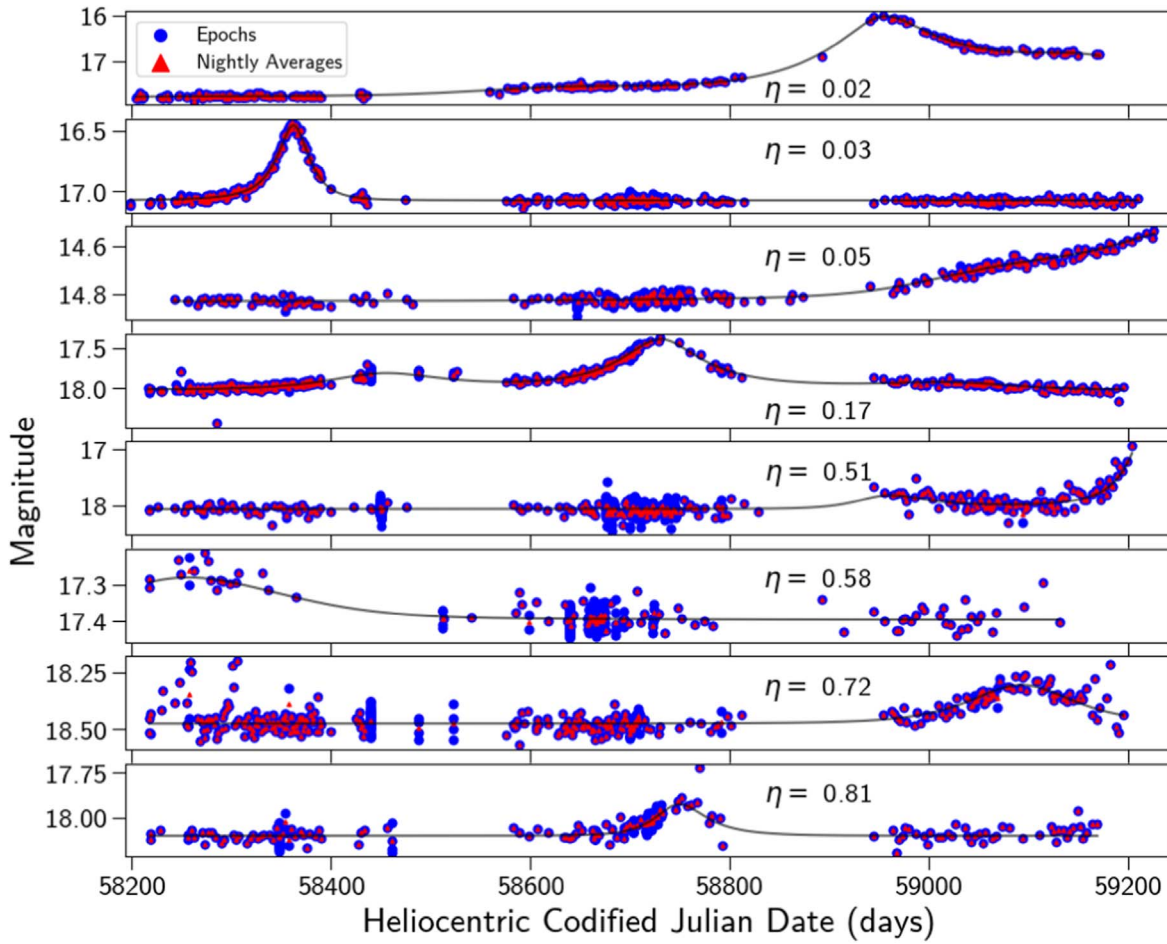 Epochs
Nightly Averages
16
17
η = 0.02
16.5
17.0
η = 0.03
14.6
14.8
η = 0.05
17.5
18.0
η = 0.17
17
18
η = 0.51
17.3
17.4
η = 0.58
18.25
18.50
η = 0.72
17.75
18.00
η = 0.81
Magnitude
58200 58400 58600 58800 59000 59200
Heliocentric Codified Julian Date (days)